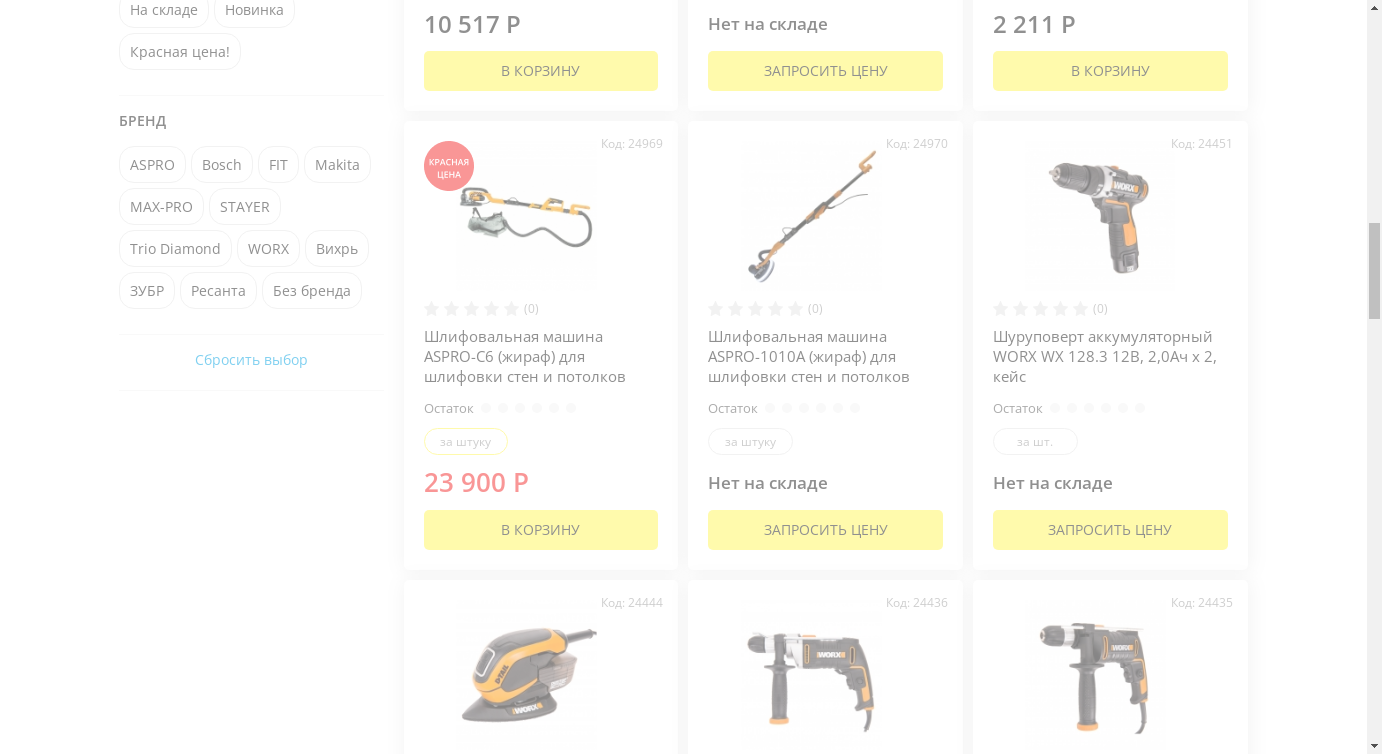 На складе
Новинка
Красная цена!
БРЕНД
ASPRO
Bosch
FIT
Makita
MAX-PRO
STAYER
Trio Diamond
WORX
Вихрь
ЗУБР
Ресанта
Без бренда
Сбросить выбор
10 517 Р
В КОРЗИНУ
Нет на складе
ЗАПРОСИТЬ ЦЕНУ
2 211 Р
В КОРЗИНУ
Код: 24969
КРАСНАЯ
ЦЕНА
(0)
Шлифовальная машина
ASPRO-C6 (жираф) для
шлифовки стен и потолков
Остаток
за штуку
23 900 Р
В КОРЗИНУ
Код: 24970
(0)
Шлифовальная машина
ASPRO-1010A (жираф) для
шлифовки стен и потолков
Остаток
за штуку
Нет на складе
ЗАПРОСИТЬ ЦЕНУ
Код: 24451
WORX
(0)
Шуруповерт аккумуляторный
WORX WX 128.3 12В, 2,0Ач х 2,
кейс
Остаток
за шт.
Нет на складе
ЗАПРОСИТЬ ЦЕНУ
Код: 24444
WORX
Код: 24436
WORX
Код: 24435
WORX